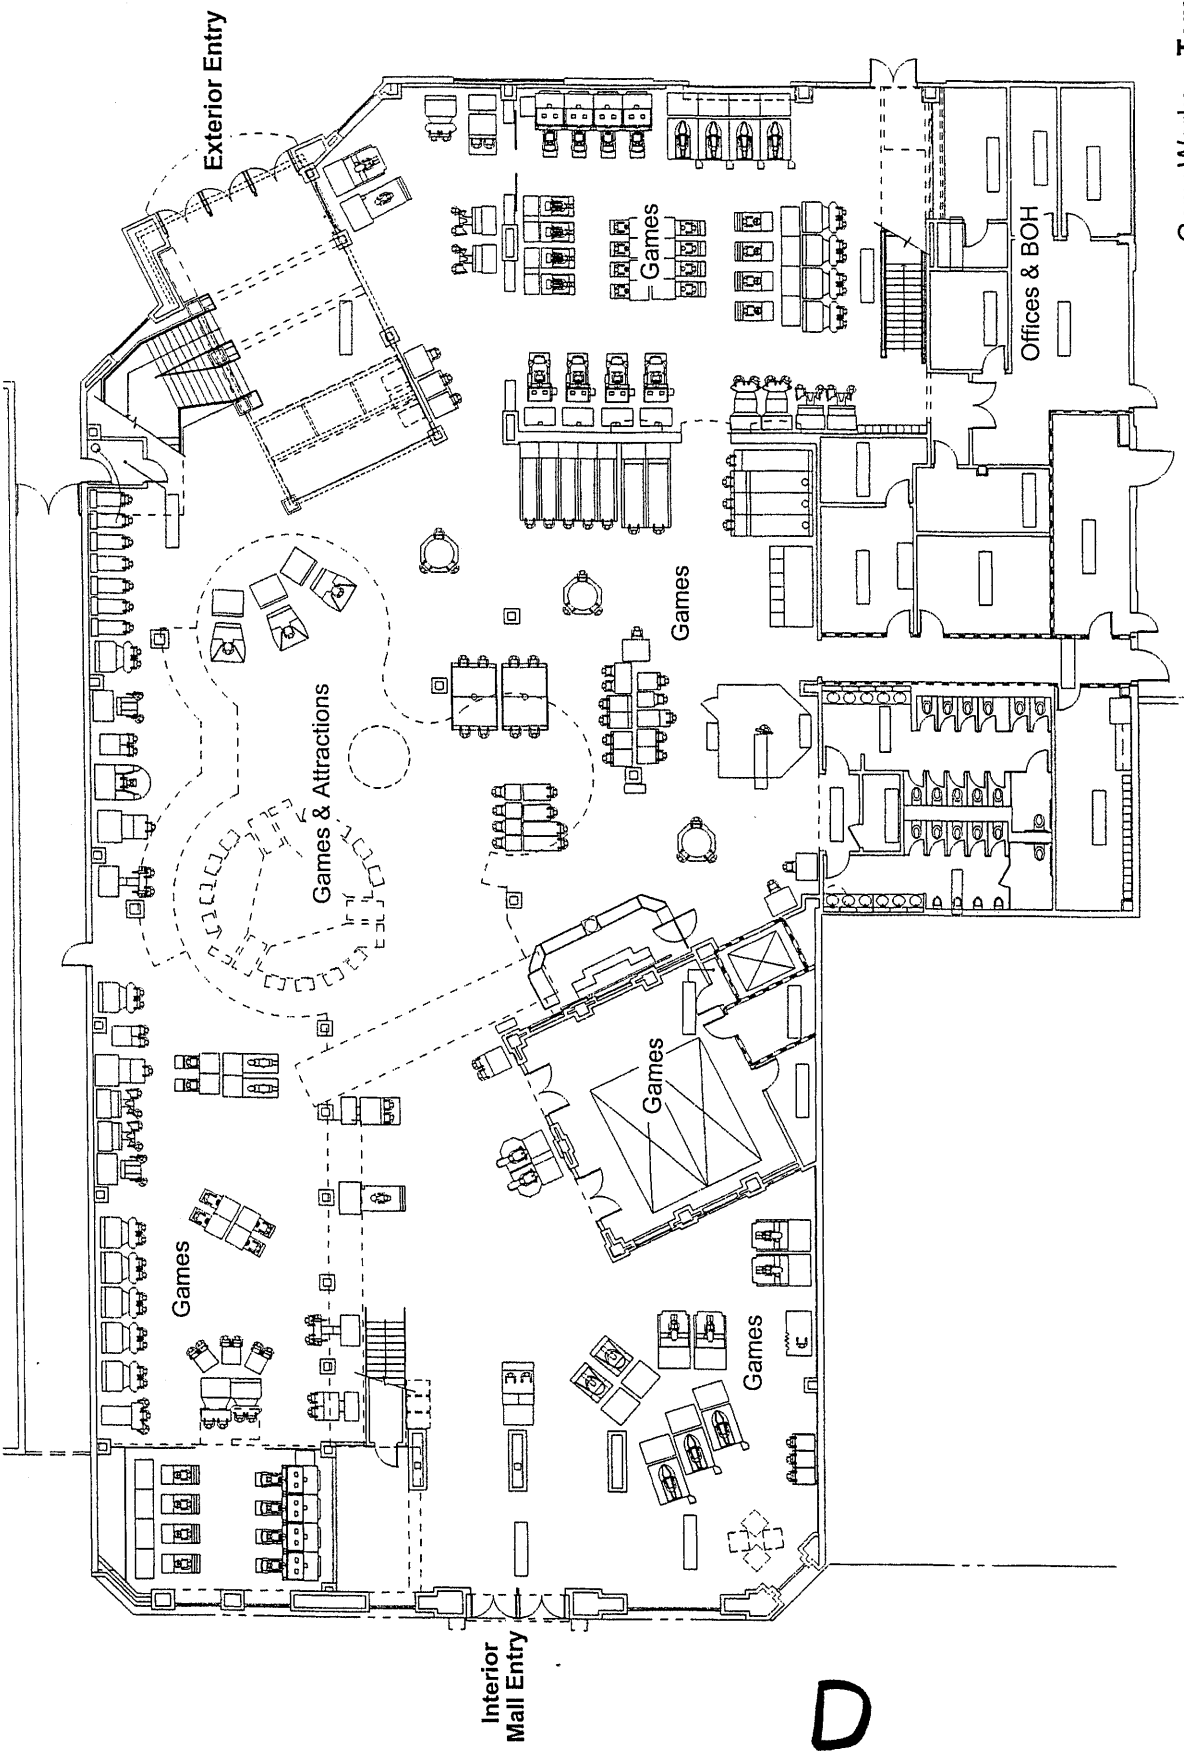 Exterior Entry
Games
Offices & BOH
Games
Games & Attractions
Games
Games
Games
Interior
Mall Entry
D